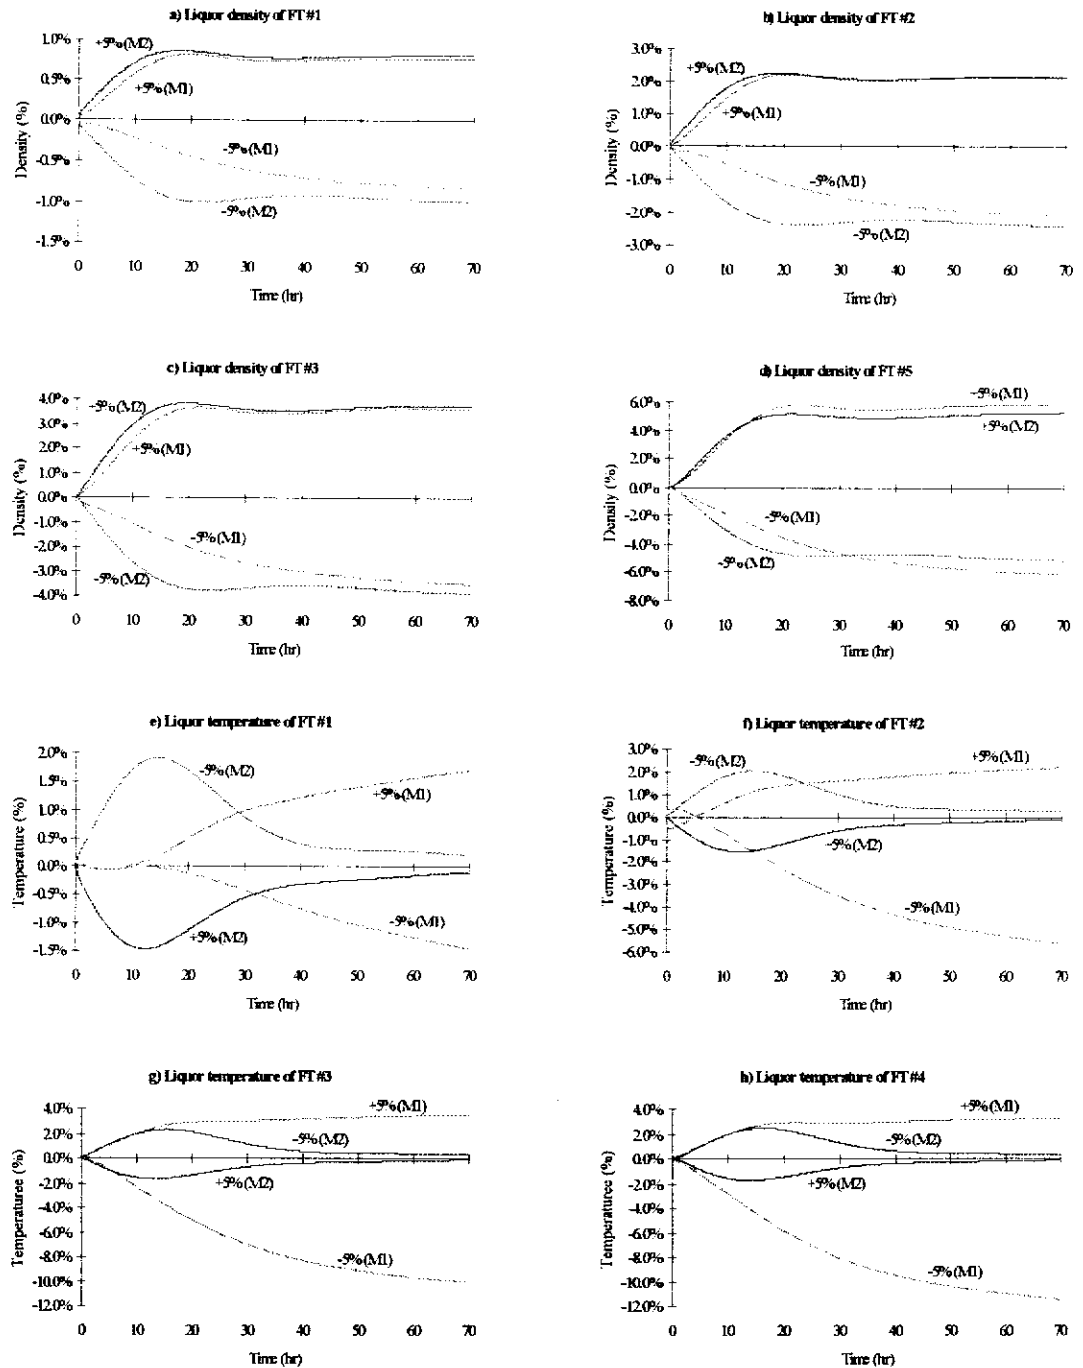 a) Liquor density of FT#1
1.0%
0.5%
0.0%
-0.5%
-1.0%
-1.5%
+5%(M2)
+5%(M1)
-5%(M1)
-5%(M2)
Density (%)
0 10 20 30 40 50 60 70
Time (hr)
b) Liquor density of FT#2
3.0%
2.0%
1.0%
0.0%
-1.0%
-2.0%
-3.0%
+5%(M2)
+5%(M1)
-5%(M1)
-5%(M2)
Density (%)
0 10 20 30 40 50 60 70
Time (hr)
c) Liquor density of FT#3
4.0%
3.0%
2.0%
1.0%
0.0%
-1.0%
-2.0%
-3.0%
-4.0%
+5%(M2)
+5%(M1)
-5%(M1)
-5%(M2)
Density (%)
0 10 20 30 40 50 60 70
Time (hr)
d) Liquor density of FT#5
6.0%
4.0%
2.0%
0.0%
-2.0%
-4.0%
-6.0%
-8.0%
+5%(M1)
+5%(M2)
-5%(M1)
-5%(M2)
Density (%)
0 10 20 30 40 50 60 70
Time (hr)
e) Liquor temperature of FT#1
2.0%
1.5%
1.0%
0.5%
0.0%
-0.5%
-1.0%
-1.5%
-5%(M2)
+5%(M1)
-5%(M1)
+5%(M2)
Temperature (%)
0 10 20 30 40 50 60 70
Time (hr)
f) Liquor temperature of FT#2
3.0%
2.0%
1.0%
0.0%
-1.0%
-2.0%
-3.0%
-4.0%
-5.0%
-6.0%
-5%(M2)
+5%(M1)
+5%(M2)
-5%(M1)
Temperature (%)
0 10 20 30 40 50 60 70
Time (hr)
g) Liquor temperature of FT#3
4.0%
2.0%
0.0%
-2.0%
-4.0%
-6.0%
-8.0%
-10.0%
-12.0%
+5%(M1)
-5%(M2)
+5%(M2)
-5%(M1)
Temperaturee (%)
0 10 20 30 40 50 60 70
Time (hr)
h) Liquor temperature of FT#4
4.0%
2.0%
0.0%
-2.0%
-4.0%
-6.0%
-8.0%
-10.0%
-12.0%
+5%(M1)
-5%(M2)
+5%(M2)
-5%(M1)
Temperature (%)
0 10 20 30 40 50 60 70
Time (hr)